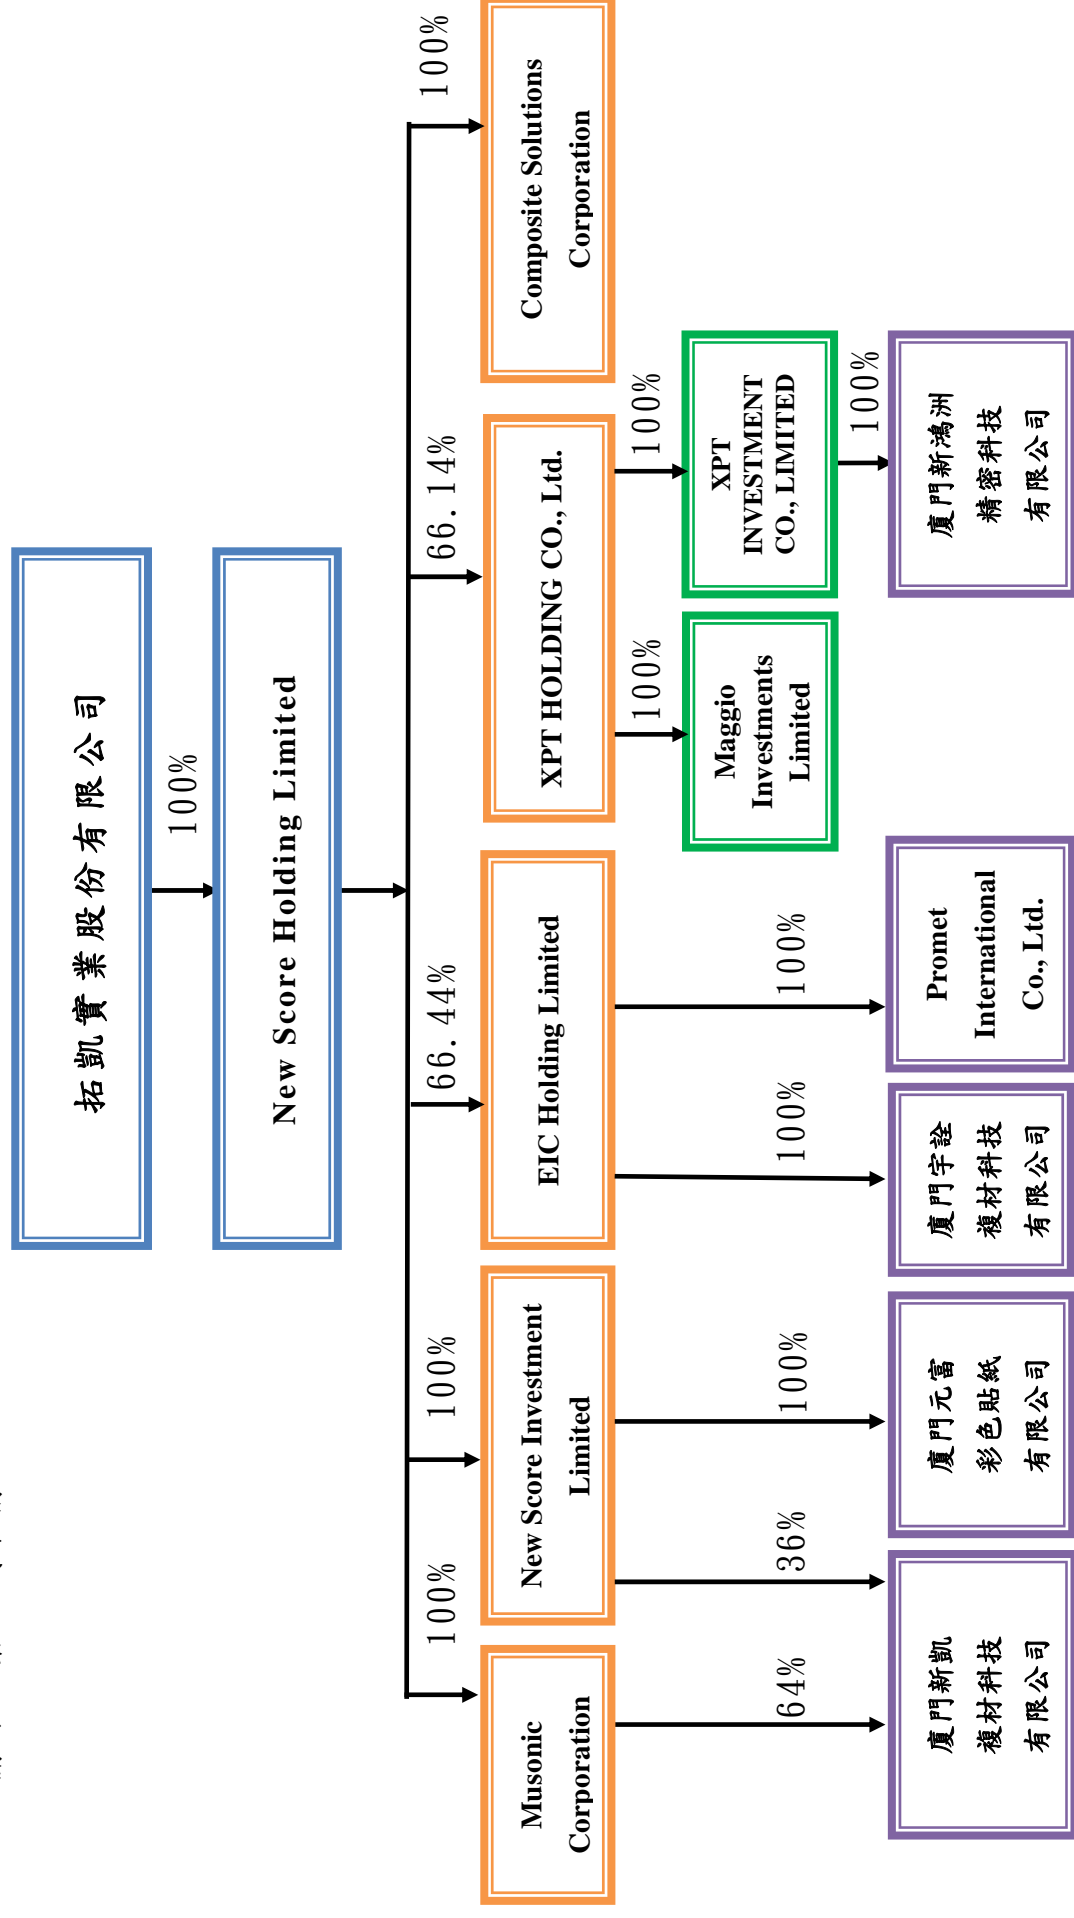 拓凱實業股份有限公司
100%
New Score Holding Limited
100%
100%
66.44%
66.14%
100%
Musonic
Corporation
New Score Investment
Limited
EIC Holding Limited
XPT HOLDING CO., Ltd.
Composite Solutions
Corporation
100%
100%
Maggio
Investments
Limited
XPT
INVESTMENT
CO., LIMITED
64%
36%
100%
100%
100%
100%
廈門新凱
複材科技
有限公司
廈門元富
彩色貼紙
有限公司
廈門宇詮
複材科技
有限公司
Promet
International
Co., Ltd.
廈門新鴻洲
精密科技
有限公司